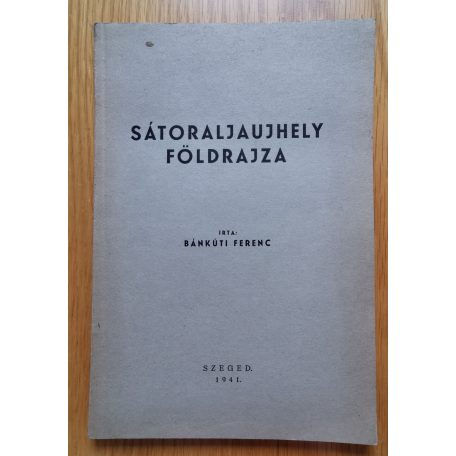 SÁTORALJAUJHELY
FÖLDRAJZA
IRTA:
BÁNKÚTI FERENC
SZEGED.
1941.